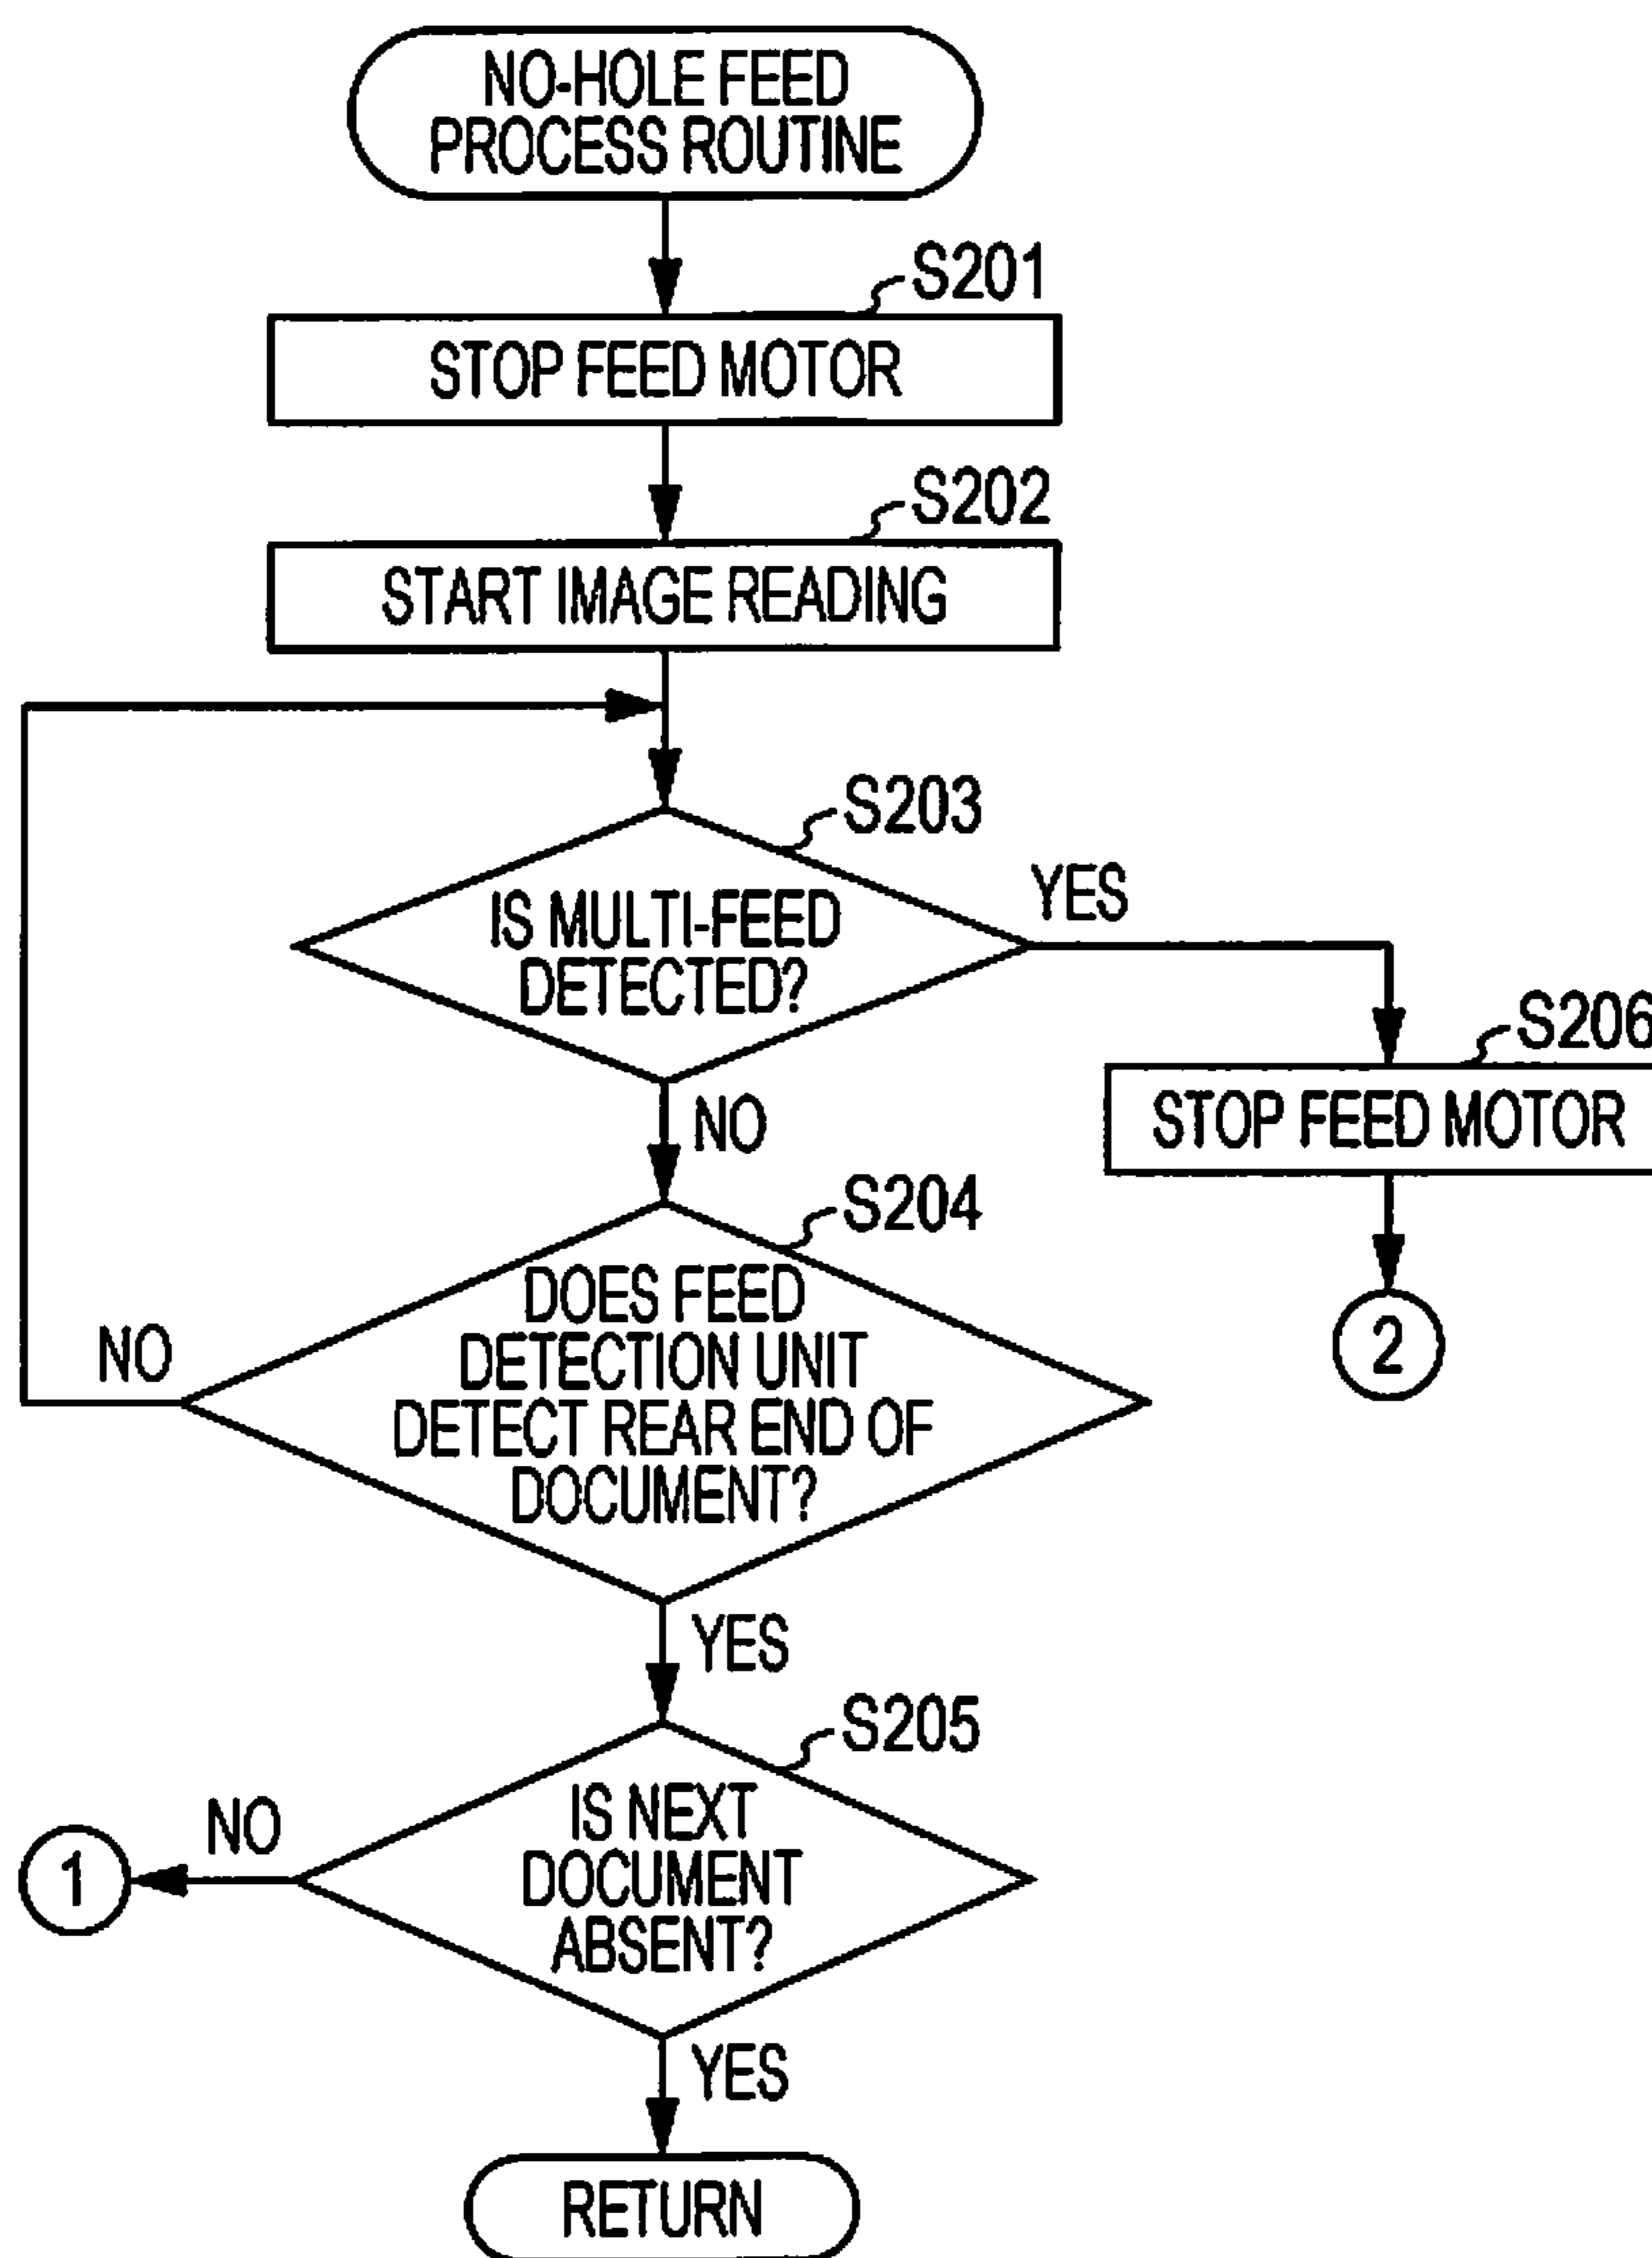 NO-HOLE FEED
PROCESS ROUTINE
S201
STOP FEED MOTOR
S202
START IMAGE READING
S203
IS MULTI-FEED
DETECTED?
YES
NO
S206
STOP FEED MOTOR
2
S204
DOES FEED
DETECTION UNIT
DETECT REAR END OF
DOCUMENT?
NO
YES
S205
IS NEXT
DOCUMENT
ABSENT?
NO
1
YES
RETURN